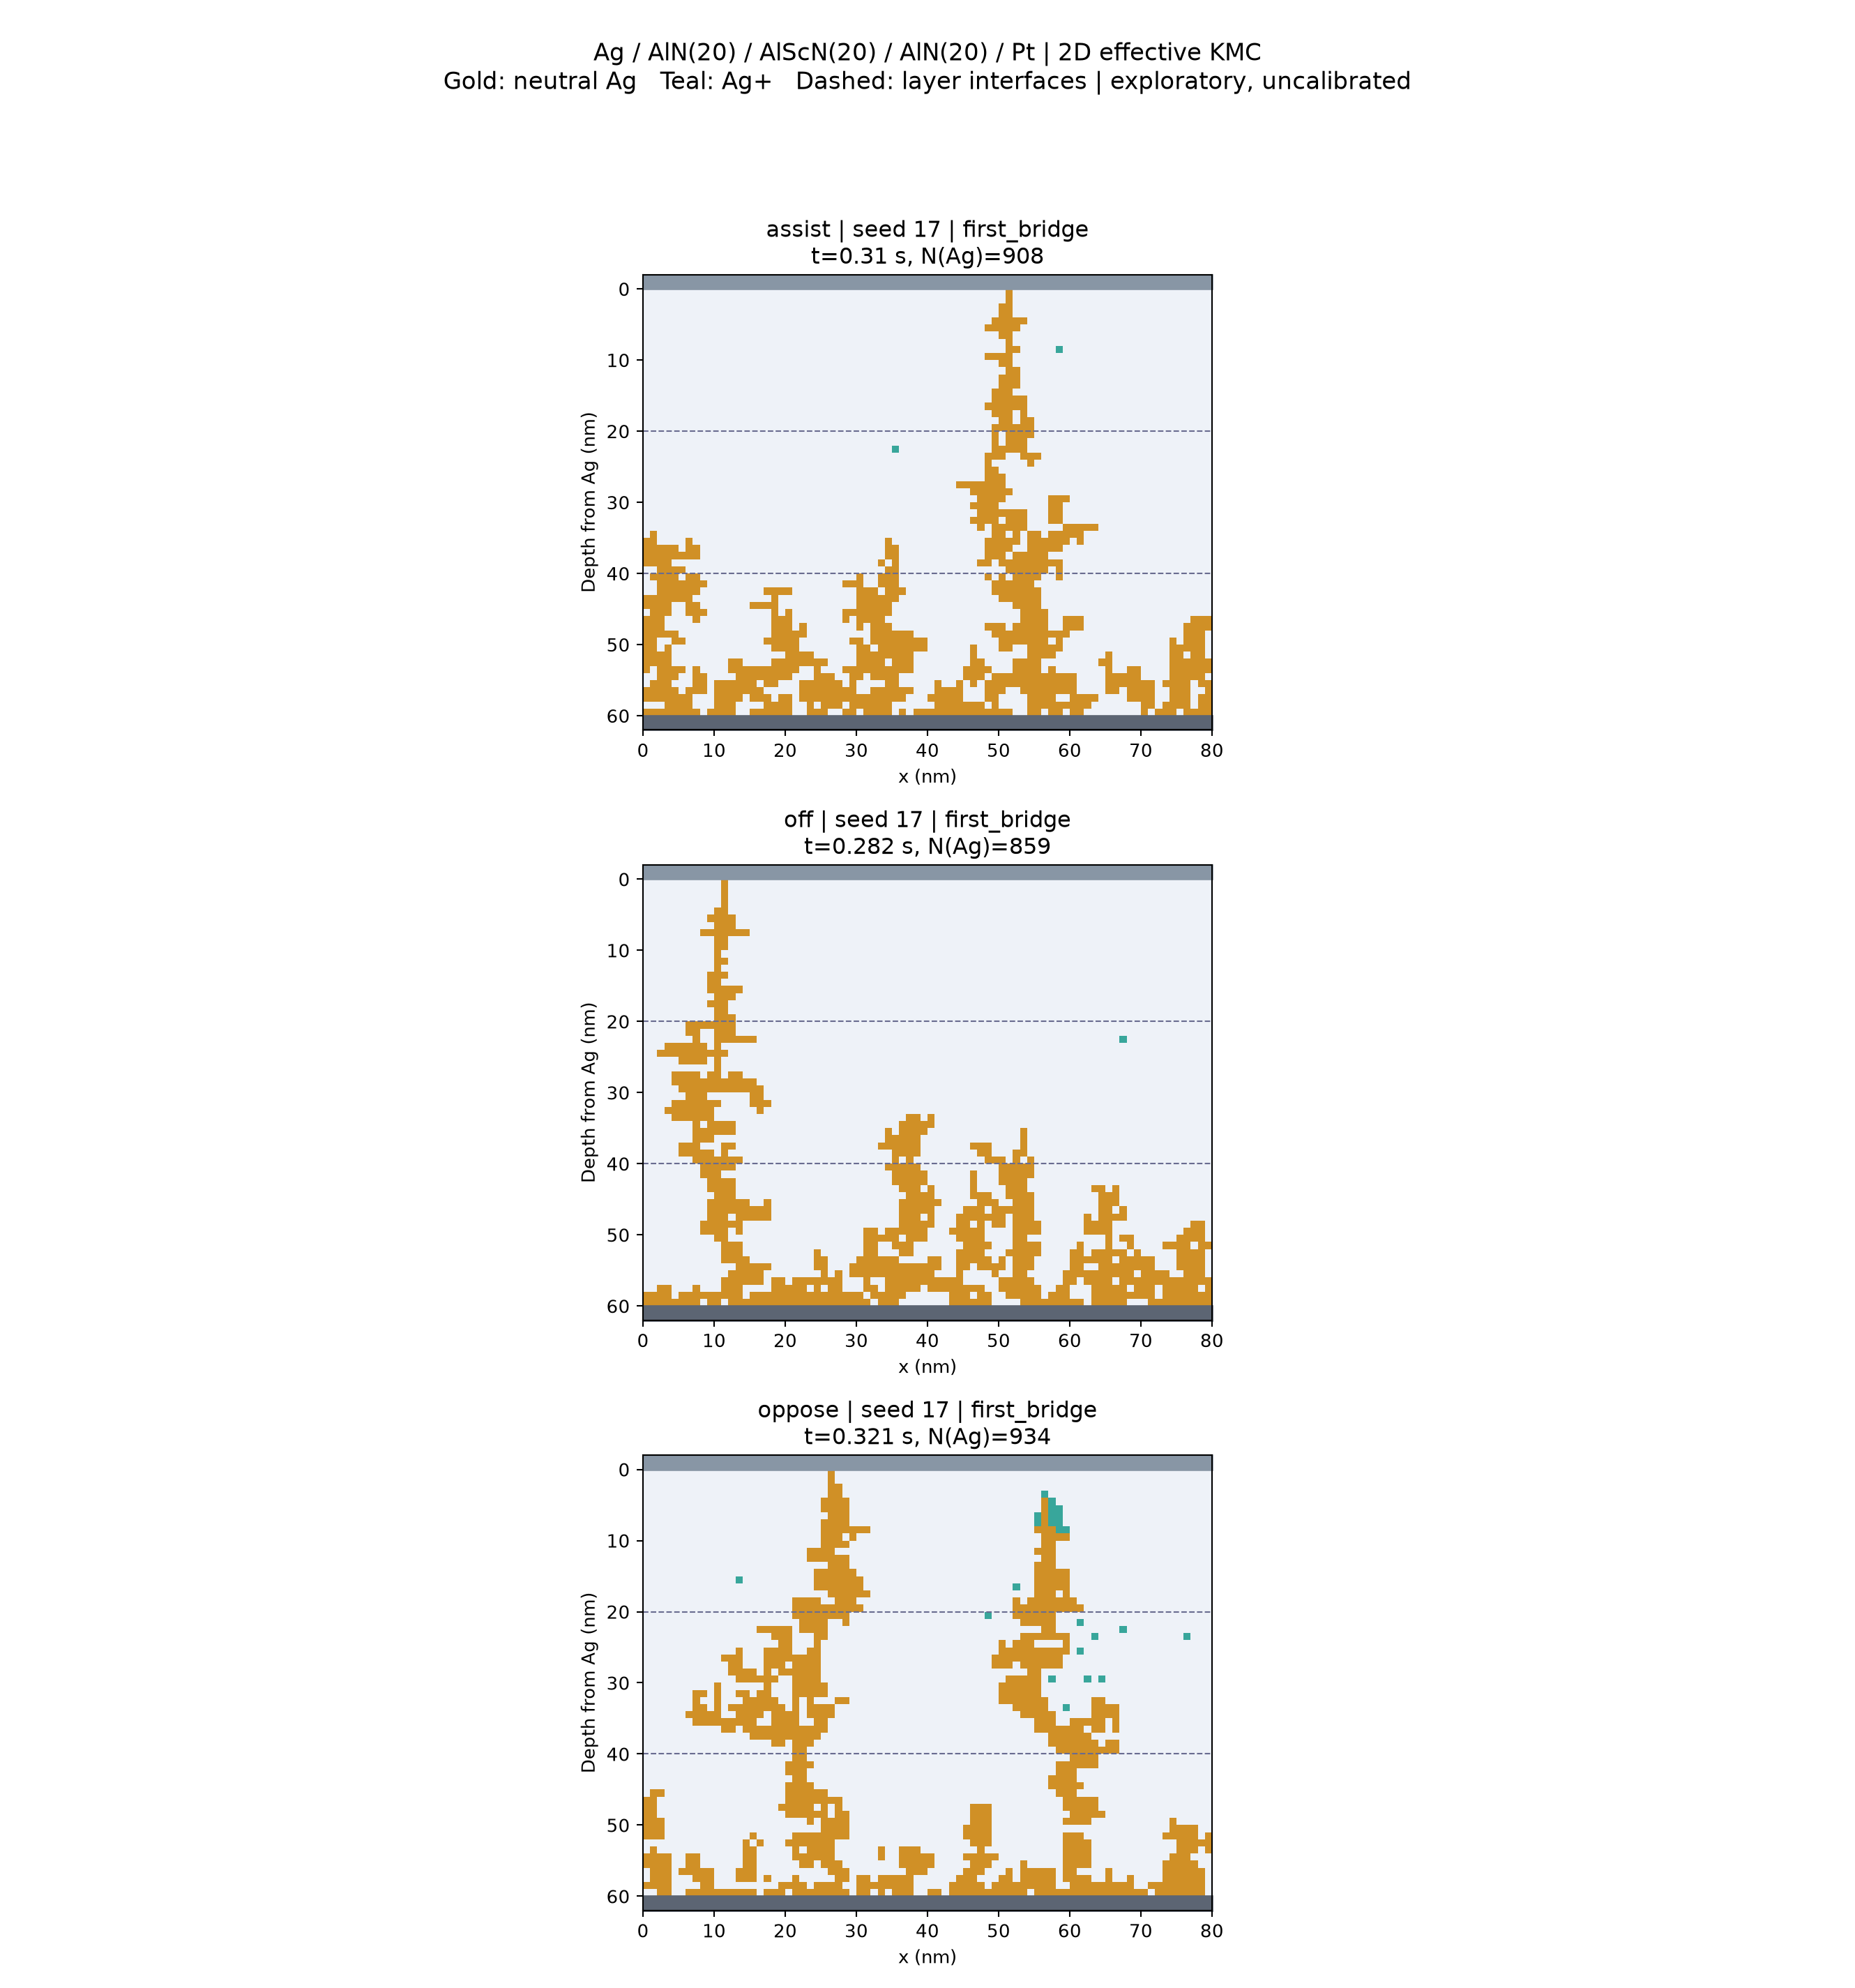 Ag / AlN(20) / AlScN(20) / AlN(20) / Pt | 2D effective KMC
Gold: neutral Ag   Teal: Ag+   Dashed: layer interfaces | exploratory, uncalibrated
assist | seed 17 | first_bridge
t=0.31 s, N(Ag)=908
Depth from Ag (nm)
0
10
20
30
40
50
60
0 10 20 30 40 50 60 70 80
x (nm)
off | seed 17 | first_bridge
t=0.282 s, N(Ag)=859
Depth from Ag (nm)
0
10
20
30
40
50
60
0 10 20 30 40 50 60 70 80
x (nm)
oppose | seed 17 | first_bridge
t=0.321 s, N(Ag)=934
Depth from Ag (nm)
0
10
20
30
40
50
60
0 10 20 30 40 50 60 70 80
x (nm)